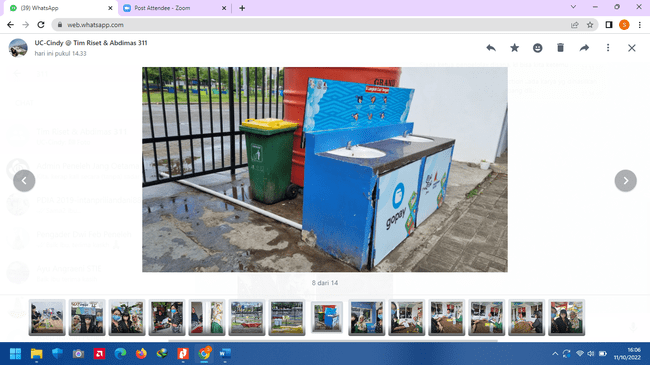 (39) WhatsApp
Post Attendee - Zoom
web.whatsapp.com
S
UC-Cindy @ Tim Riset & Abdimas 311
hari ini pukul 14.33
GRAND
gopay
8 dari 14
16:06
11/10/2022